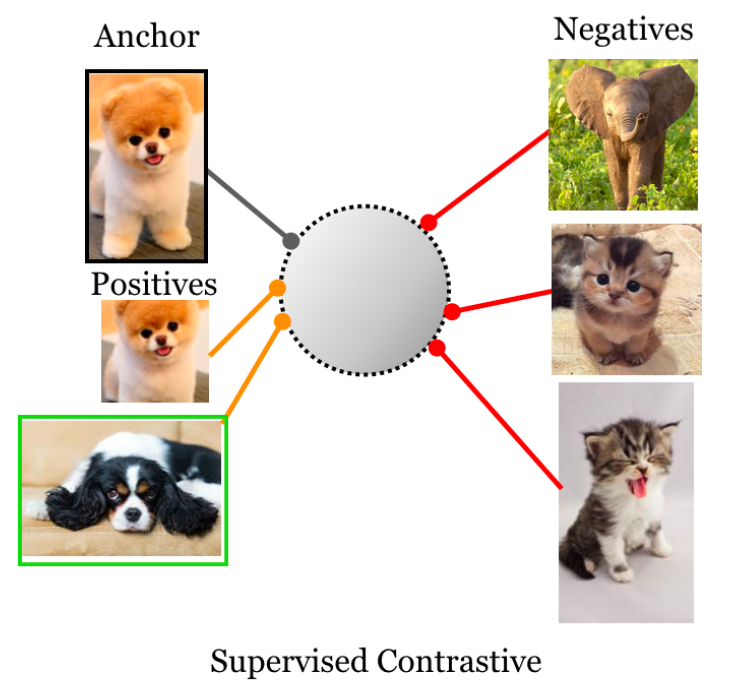 Anchor
Negatives
Positives
Supervised Contrastive